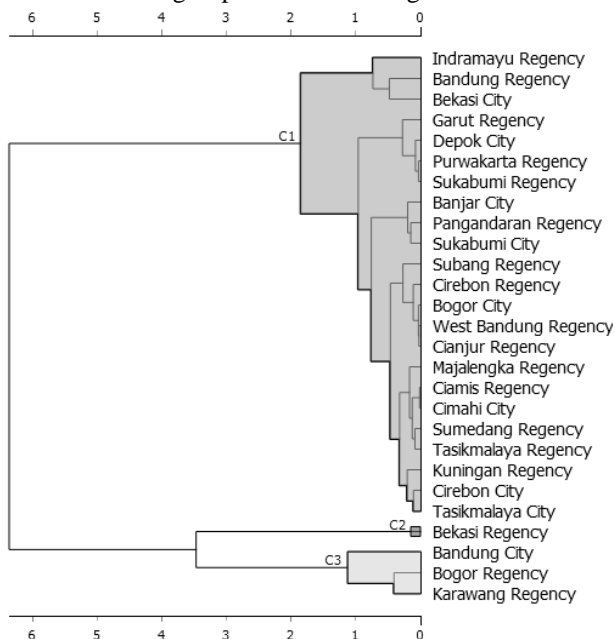 6 5 4 3 2 1 0
Indramayu Regency
Bandung Regency
Bekasi City
Garut Regency
Depok City
C1
Purwakarta Regency
Sukabumi Regency
Banjar City
Pangandaran Regency
Sukabumi City
Subang Regency
Cirebon Regency
Bogor City
West Bandung Regency
Cianjur Regency
Majalengka Regency
Ciamis Regency
Cimahi City
Sumedang Regency
Tasikmalaya Regency
Kuningan Regency
Cirebon City
Tasikmalaya City
C2
Bekasi Regency
Bandung City
C3
Bogor Regency
Karawang Regency
6 5 4 3 2 1 0